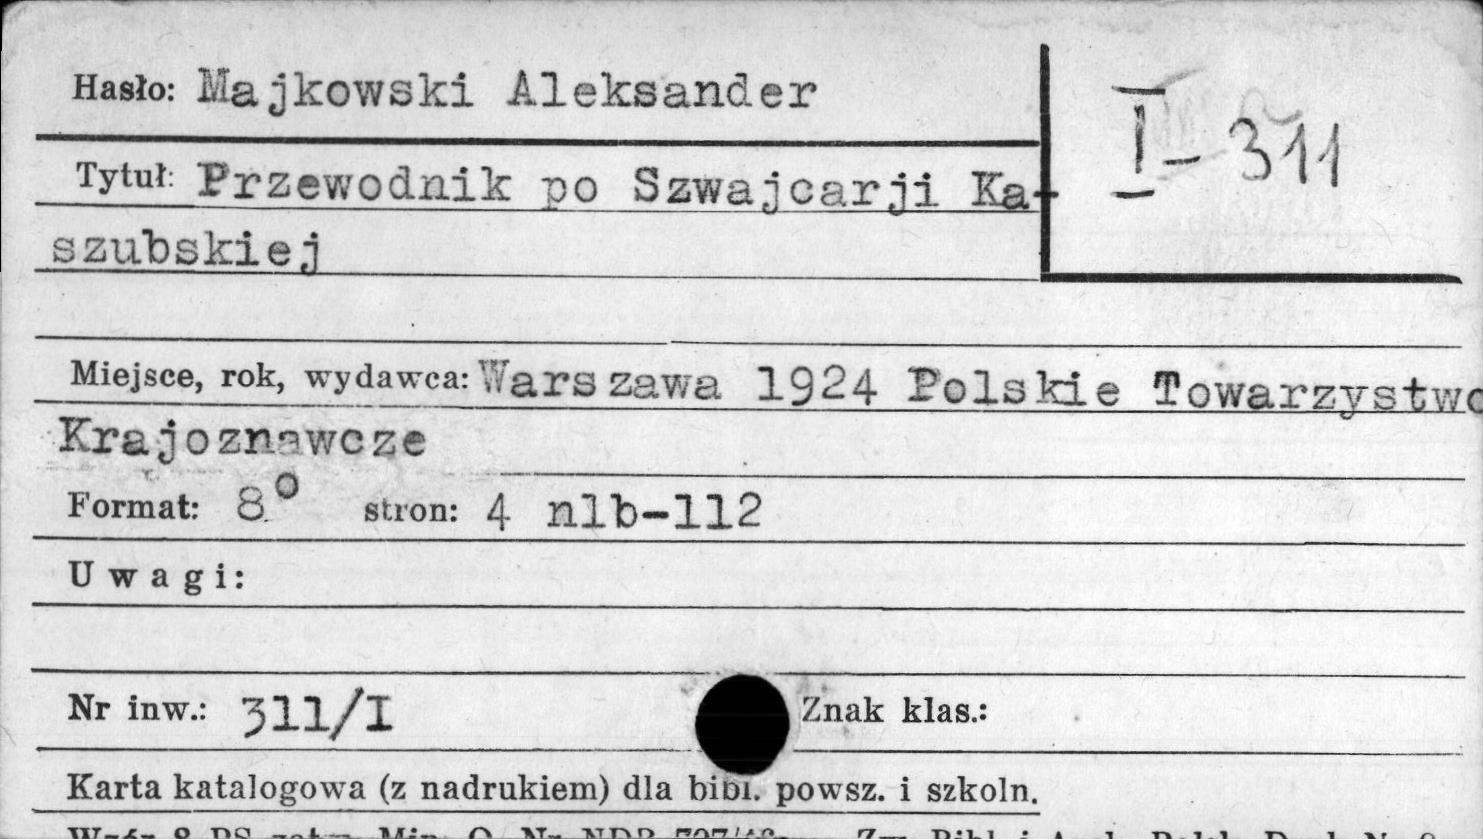 Hasło: Majkowski Aleksander
I-311
Tytuł: Przewodnik po Szwajcarji Ka-
szubskiej
Miejsce, rok, wydawca: Warszawa 1924 Polskie Towarzystwo
Krajoznawcze
Format: 8° stron: 4 nlb-112
Uwagi:
Nr inw.: 311/I Znak klas.:
Karta katalogowa (z nadrukiem) dla bibl. powsz. i szkoln.